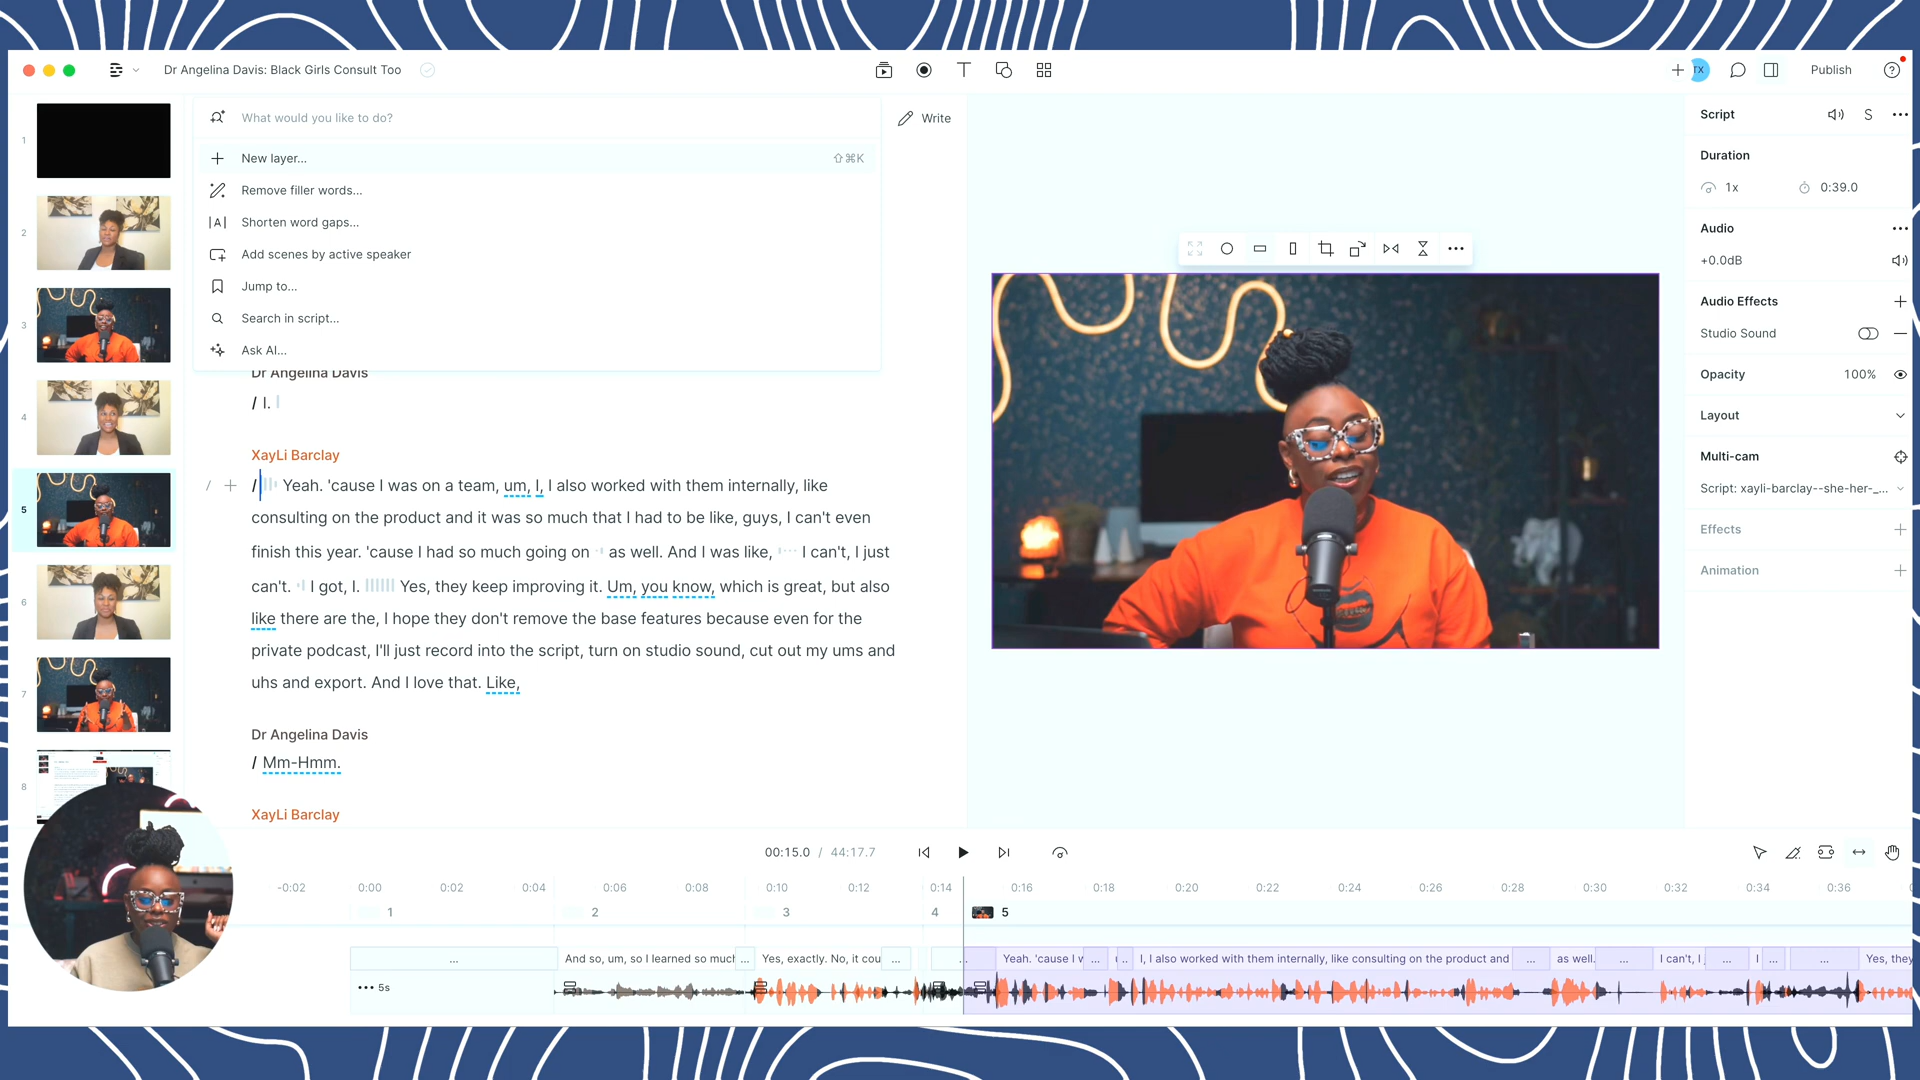 Dr Angelina Davis: Black Girls Consult Too
TX
Publish
1
2
3
4
5
6
7
8
What would you like to do?
New layer... ⇧⌘K
Remove filler words...
Shorten word gaps...
Add scenes by active speaker
Jump to...
Search in script...
Ask AI...
Write
Dr Angelina Davis
/ I.
XayLi Barclay
/ Yeah. 'cause I was on a team, um, I, I also worked with them internally, like
consulting on the product and it was so much that I had to be like, guys, I can't even
finish this year. 'cause I had so much going on as well. And I was like, I can't, I just
can't. I got, I. Yes, they keep improving it. Um, you know, which is great, but also
like there are the, I hope they don't remove the base features because even for the
private podcast, I'll just record into the script, turn on studio sound, cut out my ums and
uhs and export. And I love that. Like,
Dr Angelina Davis
/ Mm-Hmm.
XayLi Barclay
Script S
Duration
1x 0:39.0
Audio
+0.0dB
Audio Effects
Studio Sound
Opacity 100%
Layout
Multi-cam
Script: xayli-barclay--she-her-_...
Effects
Animation
00:15.0 / 44:17.7
-0:02 0:00 0:02 0:04 0:06 0:08 0:10 0:12 0:14 0:16 0:18 0:20 0:22 0:24 0:26 0:28 0:30 0:32 0:34 0:36
1 2 3 4 5
... And so, um, so I learned so much ... Yes, exactly. No, it cou ... Yeah. 'cause I w ... I, I also worked with them internally, like consulting on the product and ... as well. ... I can't, I ... I ... ... Yes, they
••• 5s